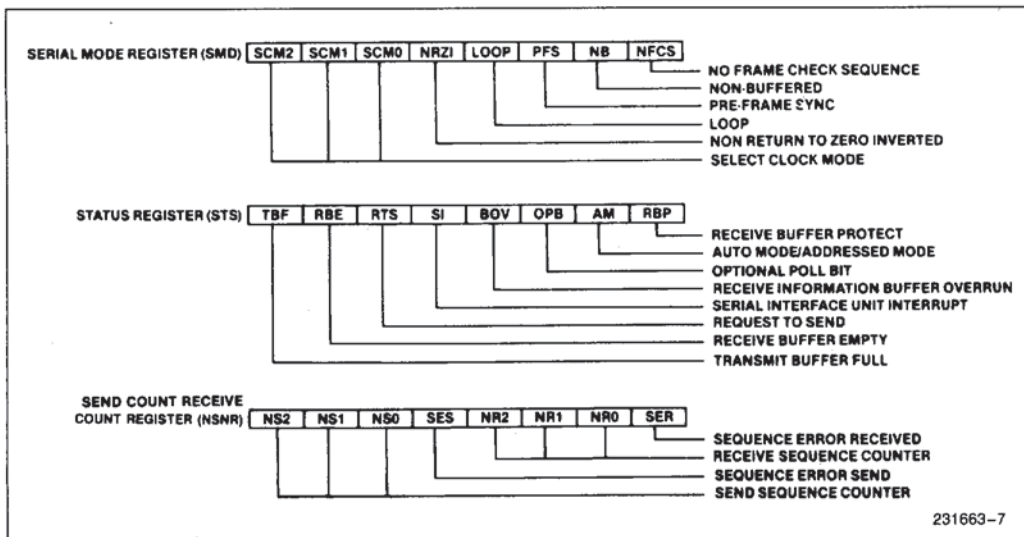 SERIAL MODE REGISTER (SMD) SCM2 SCM1 SCM0 NRZI LOOP PFS NB NFCS
NO FRAME CHECK SEQUENCE
NON-BUFFERED
PRE-FRAME SYNC
LOOP
NON RETURN TO ZERO INVERTED
SELECT CLOCK MODE
STATUS REGISTER (STS) TBF RBE RTS SI BOV OPB AM RBP
RECEIVE BUFFER PROTECT
AUTO MODE/ADDRESSED MODE
OPTIONAL POLL BIT
RECEIVE INFORMATION BUFFER OVERRUN
SERIAL INTERFACE UNIT INTERRUPT
REQUEST TO SEND
RECEIVE BUFFER EMPTY
TRANSMIT BUFFER FULL
SEND COUNT RECEIVE
COUNT REGISTER (NSNR) NS2 NS1 NS0 SES NR2 NR1 NR0 SER
SEQUENCE ERROR RECEIVED
RECEIVE SEQUENCE COUNTER
SEQUENCE ERROR SEND
SEND SEQUENCE COUNTER
231663-7